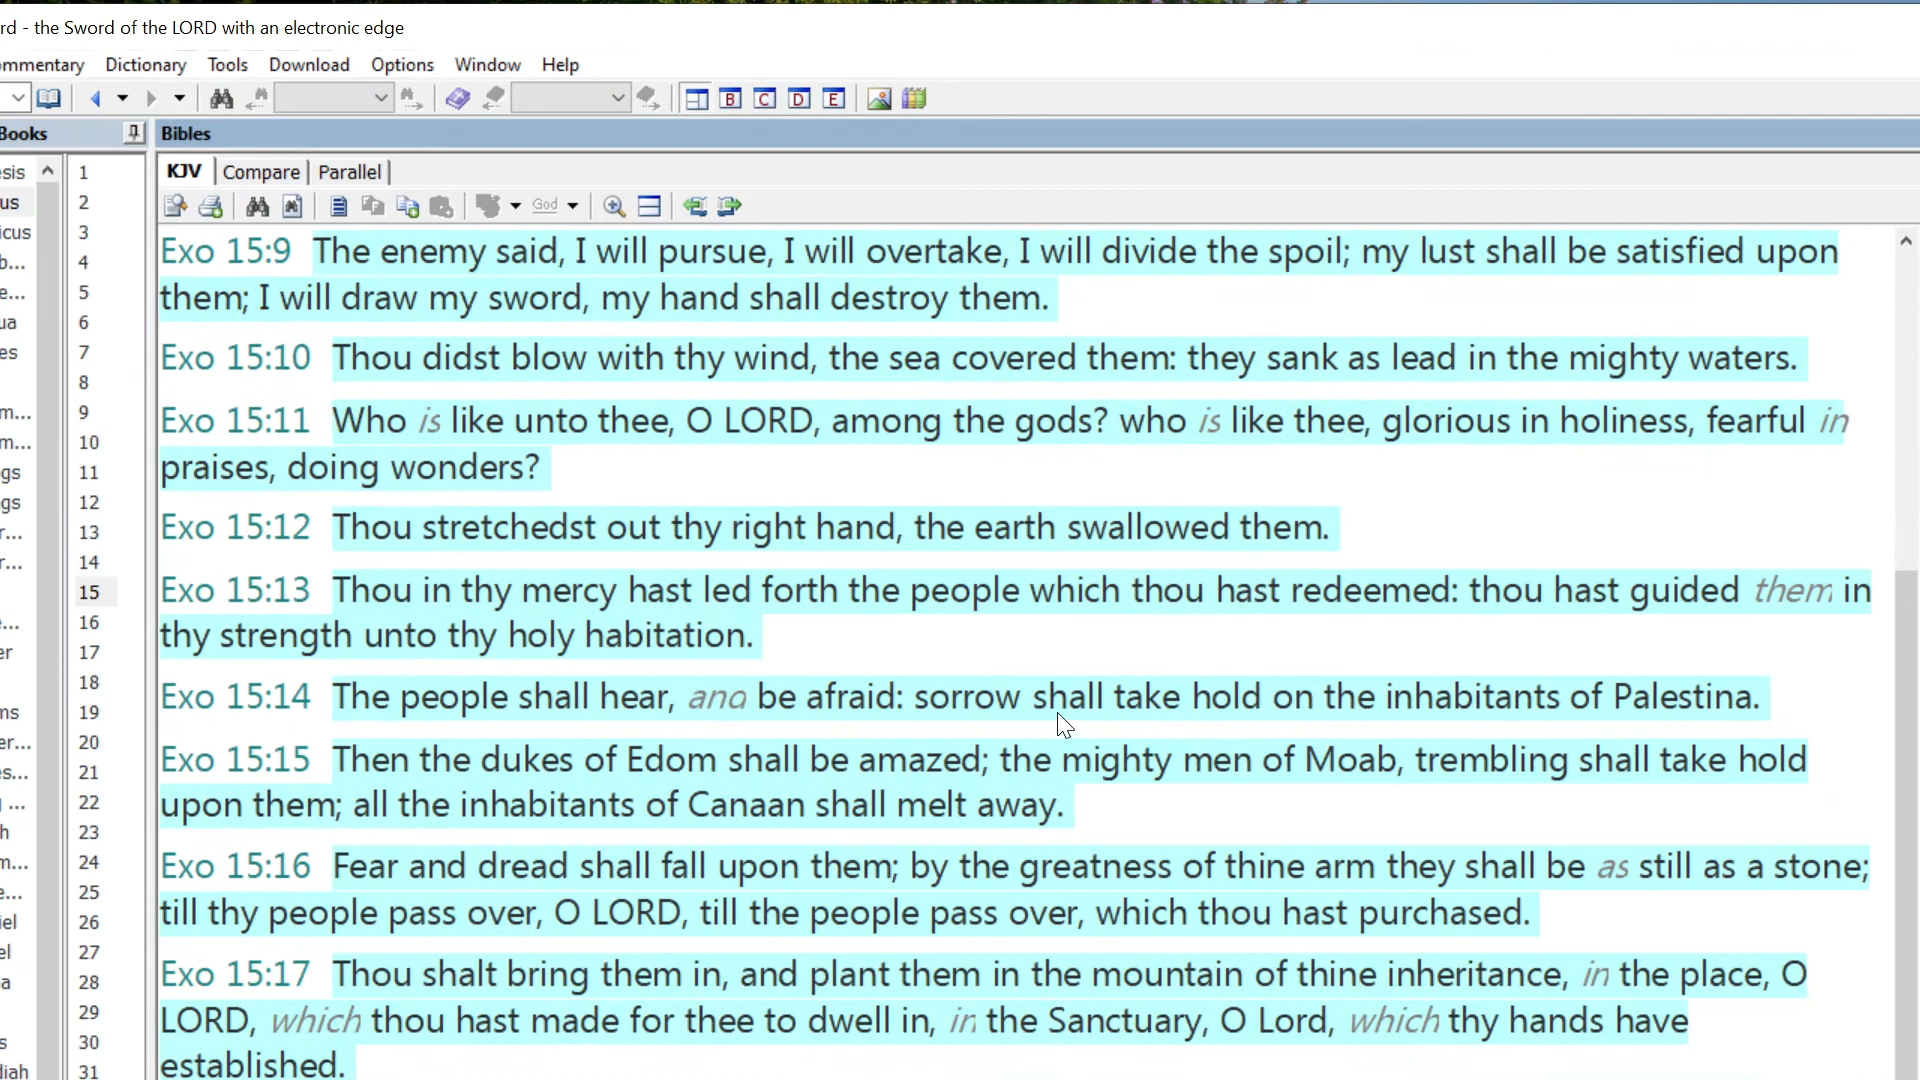 rd - the Sword of the LORD with an electronic edge
ommentary Dictionary Tools Download Options Window Help
B C D E
Books
Bibles
KJV Compare Parallel
God
esis
us
icus
b...
e...
ua
es
m...
m...
gs
gs
r...
r...
e...
er
ms
er...
s...
...
h
m...
e...
iel
el
a
s
diah
1
2
3
4
5
6
7
8
9
10
11
12
13
14
15
16
17
18
19
20
21
22
23
24
25
26
27
28
29
30
31
Exo 15:9 The enemy said, I will pursue, I will overtake, I will divide the spoil; my lust shall be satisfied upon
them; I will draw my sword, my hand shall destroy them.
Exo 15:10 Thou didst blow with thy wind, the sea covered them: they sank as lead in the mighty waters.
Exo 15:11 Who is like unto thee, O LORD, among the gods? who is like thee, glorious in holiness, fearful in
praises, doing wonders?
Exo 15:12 Thou stretchedst out thy right hand, the earth swallowed them.
Exo 15:13 Thou in thy mercy hast led forth the people which thou hast redeemed: thou hast guided them in
thy strength unto thy holy habitation.
Exo 15:14 The people shall hear, and be afraid: sorrow shall take hold on the inhabitants of Palestina.
Exo 15:15 Then the dukes of Edom shall be amazed; the mighty men of Moab, trembling shall take hold
upon them; all the inhabitants of Canaan shall melt away.
Exo 15:16 Fear and dread shall fall upon them; by the greatness of thine arm they shall be as still as a stone;
till thy people pass over, O LORD, till the people pass over, which thou hast purchased.
Exo 15:17 Thou shalt bring them in, and plant them in the mountain of thine inheritance, in the place, O
LORD, which thou hast made for thee to dwell in, in the Sanctuary, O Lord, which thy hands have
established.